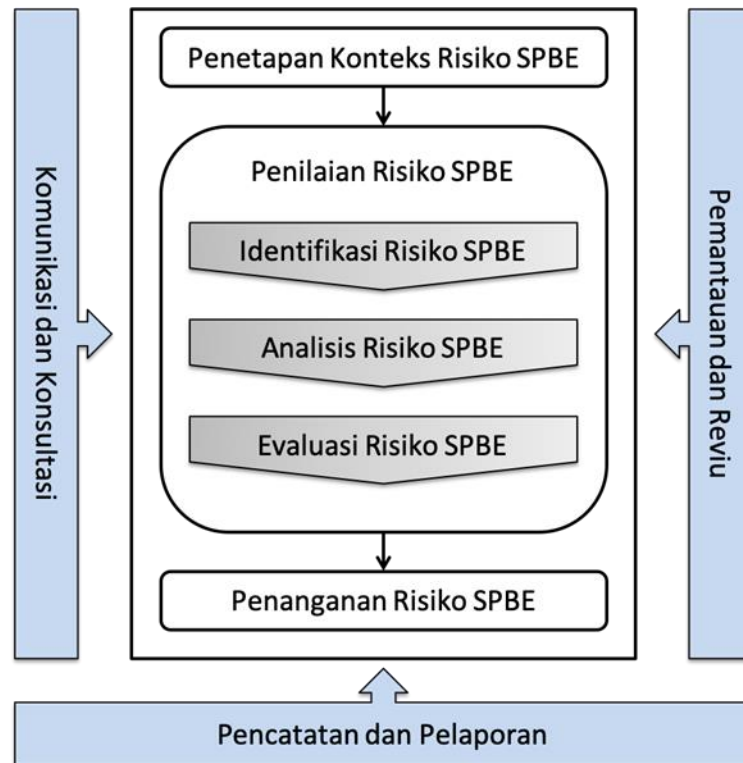 Penetapan Konteks Risiko SPBE
Penilaian Risiko SPBE
Identifikasi Risiko SPBE
Analisis Risiko SPBE
Evaluasi Risiko SPBE
Penanganan Risiko SPBE
Komunikasi dan Konsultasi
Pemantauan dan Reviu
Pencatatan dan Pelaporan